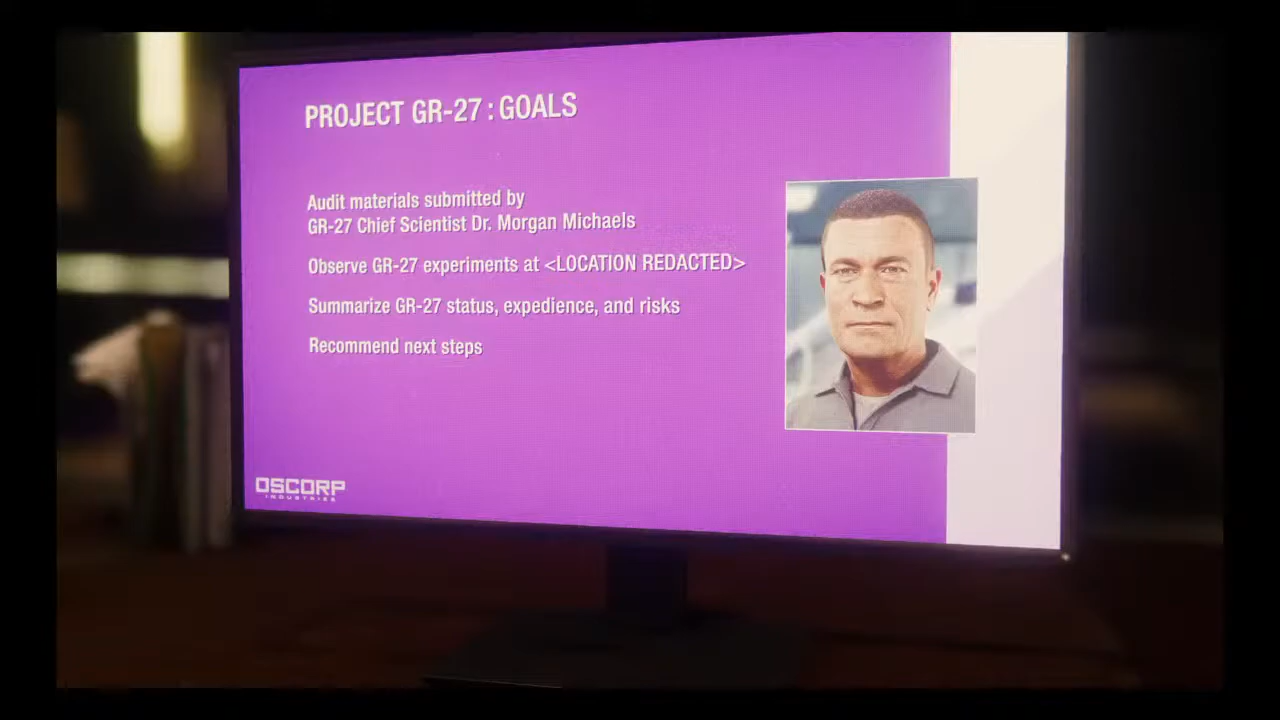 PROJECT GR-27 : GOALS
Audit materials submitted by
GR-27 Chief Scientist Dr. Morgan Michaels
Observe GR-27 experiments at <LOCATION REDACTED>
Summarize GR-27 status, expedience, and risks
Recommend next steps
OSCORP
INDUSTRIES